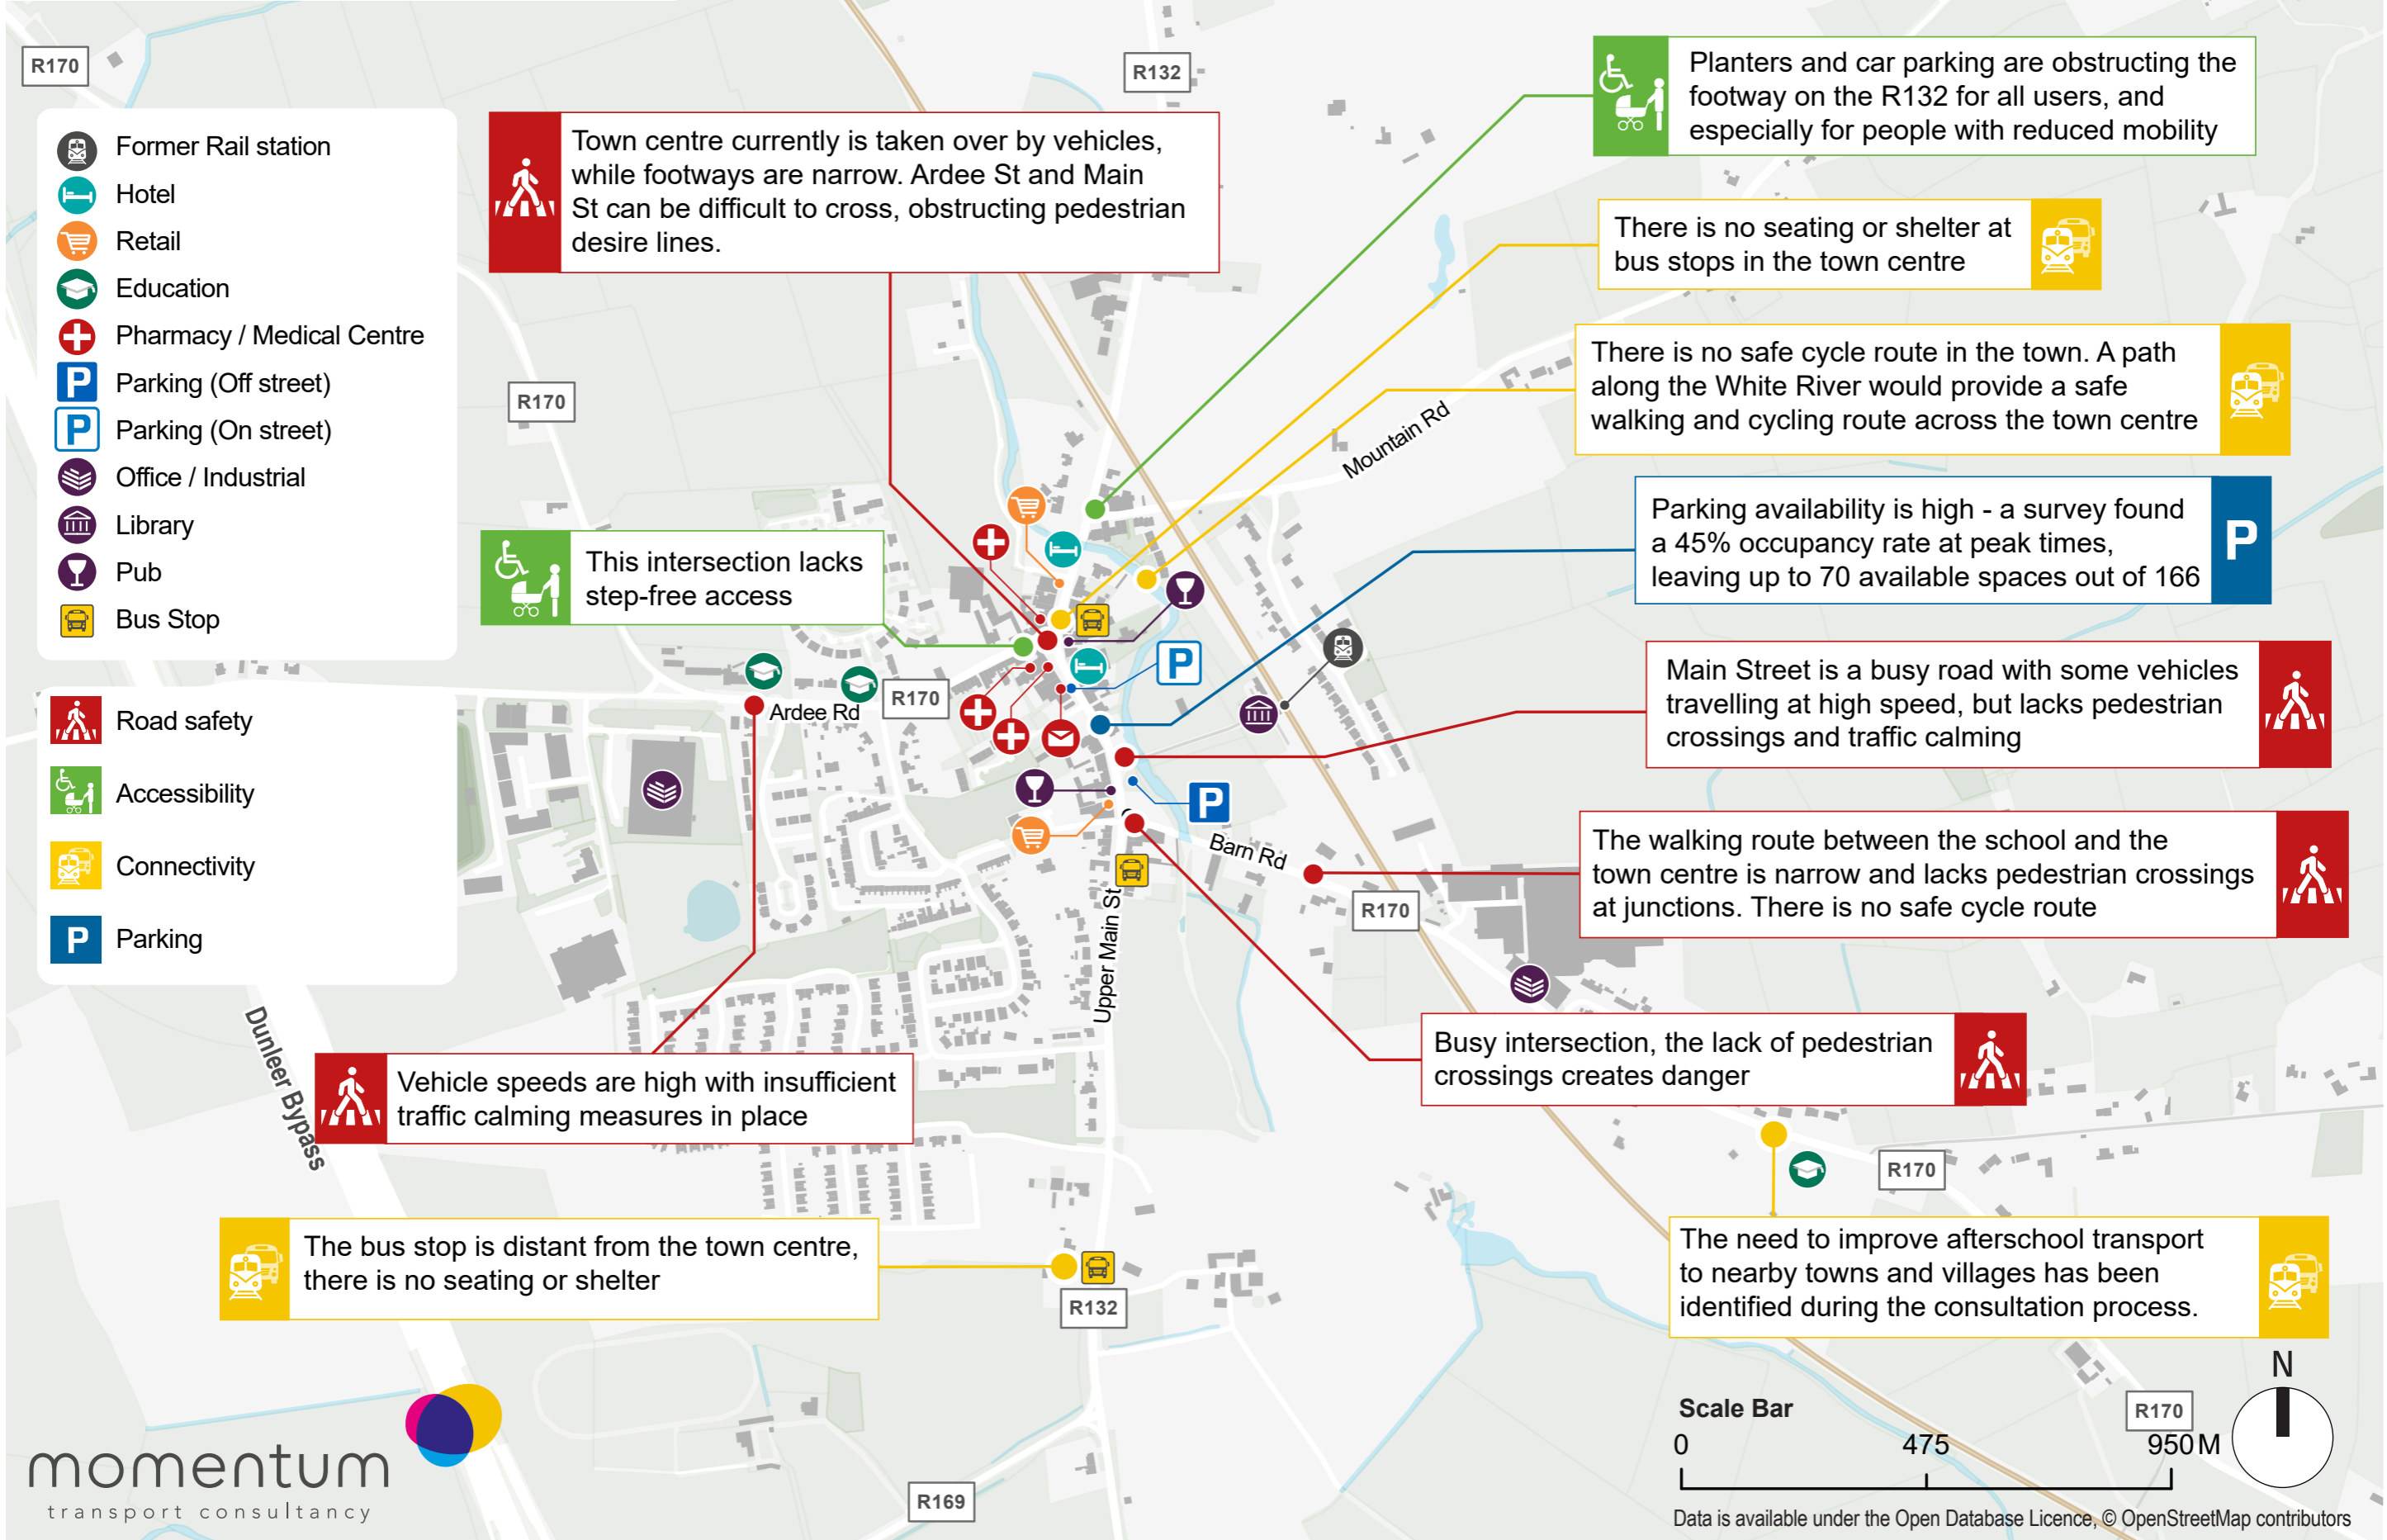 R170
R132
Former Rail station
Hotel
Retail
Education
Pharmacy / Medical Centre
P Parking (Off street)
P Parking (On street)
Office / Industrial
Library
Pub
Bus Stop
Road safety
Accessibility
Connectivity
P Parking
Town centre currently is taken over by vehicles,
while footways are narrow. Ardee St and Main
St can be difficult to cross, obstructing pedestrian
desire lines.
Planters and car parking are obstructing the
footway on the R132 for all users, and
especially for people with reduced mobility
There is no seating or shelter at
bus stops in the town centre
There is no safe cycle route in the town. A path
along the White River would provide a safe
walking and cycling route across the town centre
R170
Mountain Rd
Parking availability is high - a survey found
a 45% occupancy rate at peak times,
leaving up to 70 available spaces out of 166
P
This intersection lacks
step-free access
P
R170
Ardee Rd
Main Street is a busy road with some vehicles
travelling at high speed, but lacks pedestrian
crossings and traffic calming
P
Barn Rd
The walking route between the school and the
town centre is narrow and lacks pedestrian crossings
at junctions. There is no safe cycle route
R170
Upper Main St
Dunleer Bypass
Busy intersection, the lack of pedestrian
crossings creates danger
Vehicle speeds are high with insufficient
traffic calming measures in place
R170
The bus stop is distant from the town centre,
there is no seating or shelter
R132
The need to improve afterschool transport
to nearby towns and villages has been
identified during the consultation process.
N
R170
Scale Bar
0 475 950 M
momentum
transport consultancy
R169
Data is available under the Open Database Licence, © OpenStreetMap contributors